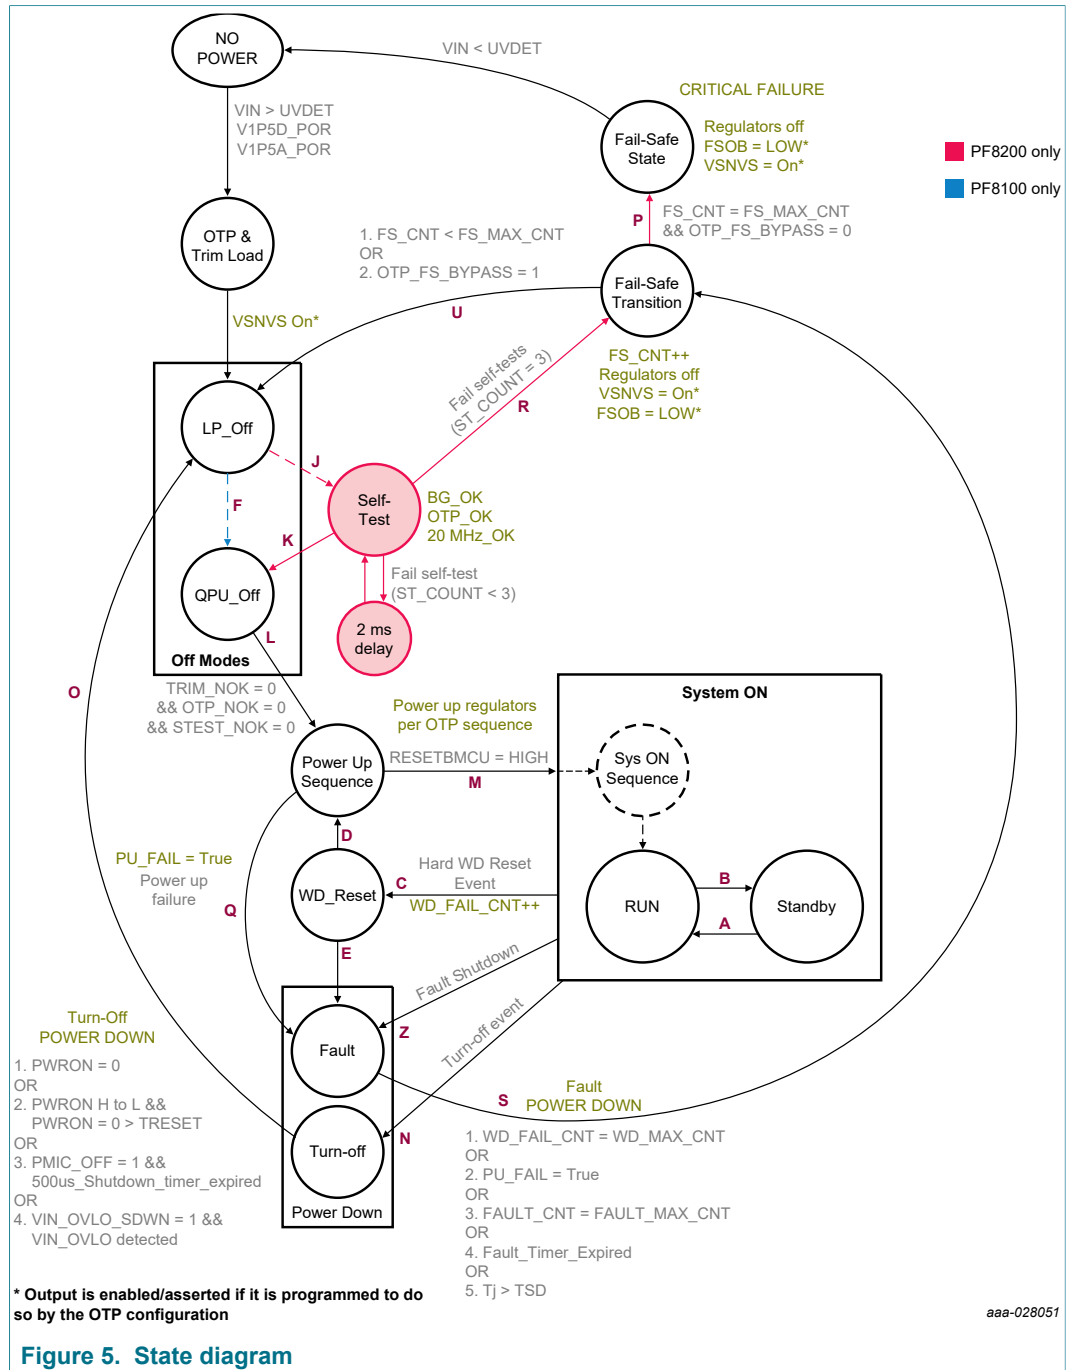 NO
POWER
VIN < UVDET
VIN > UVDET
V1P5D_POR
V1P5A_POR
CRITICAL FAILURE
Regulators off
FSOB = LOW*
VSNVS = On*
Fail-Safe
State
PF8200 only
PF8100 only
OTP &
Trim Load
P
FS_CNT = FS_MAX_CNT
&& OTP_FS_BYPASS = 0
1. FS_CNT < FS_MAX_CNT
OR
2. OTP_FS_BYPASS = 1
Fail-Safe
Transition
U
VSNVS On*
FS_CNT++
Regulators off
VSNVS = On*
FSOB = LOW*
Fail self-tests
(ST_COUNT = 3)
R
LP_Off
J
F
Self-
Test
BG_OK
OTP_OK
20 MHz_OK
K
Fail self-test
(ST_COUNT < 3)
QPU_Off
L
2 ms
delay
Off Modes
O
TRIM_NOK = 0
&& OTP_NOK = 0
&& STEST_NOK = 0
Power up regulators
per OTP sequence
System ON
Power Up
Sequence
RESETBMCU = HIGH
M
Sys ON
Sequence
D
PU_FAIL = True
Power up
failure
Q
WD_Reset
C
Hard WD Reset
Event
WD_FAIL_CNT++
RUN
B
A
Standby
E
Fault Shutdown
Z
Turn-off event
Turn-Off
POWER DOWN
Fault
S
Fault
POWER DOWN
1. PWRON = 0
OR
2. PWRON H to L &&
PWRON = 0 > TRESET
OR
3. PMIC_OFF = 1 &&
500us_Shutdown_timer_expired
OR
4. VIN_OVLO_SDWN = 1 &&
VIN_OVLO detected
N
Turn-off
Power Down
1. WD_FAIL_CNT = WD_MAX_CNT
OR
2. PU_FAIL = True
OR
3. FAULT_CNT = FAULT_MAX_CNT
OR
4. Fault_Timer_Expired
OR
5. Tj > TSD
* Output is enabled/asserted if it is programmed to do
so by the OTP configuration
aaa-028051
Figure 5. State diagram